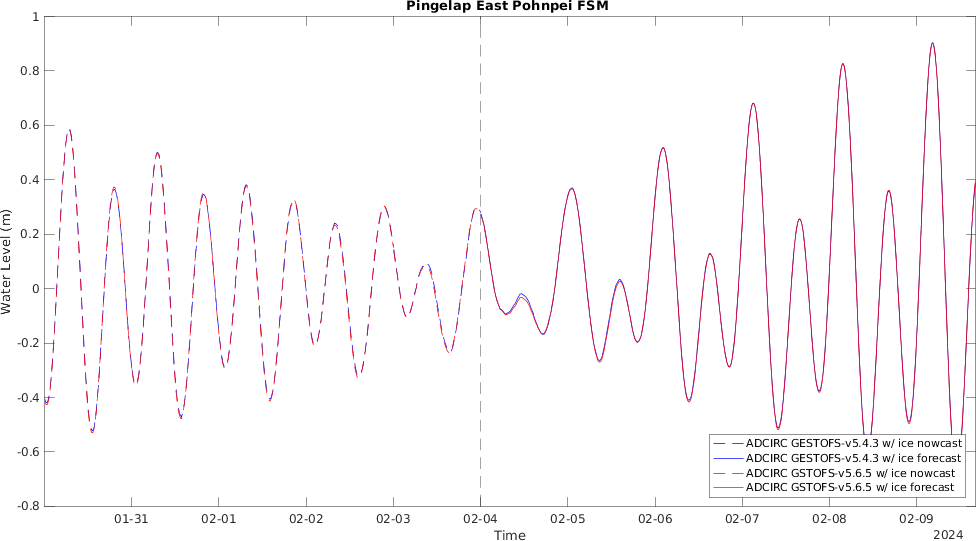 Pingelap East Pohnpei FSM
1
0.8
0.6
0.4
0.2
0
-0.2
-0.4
-0.6
-0.8
Water Level (m)
ADCIRC GESTOFS-v5.4.3 w/ ice nowcast
ADCIRC GESTOFS-v5.4.3 w/ ice forecast
ADCIRC GSTOFS-v5.6.5 w/ ice nowcast
ADCIRC GSTOFS-v5.6.5 w/ ice forecast
01-31 02-01 02-02 02-03 02-04 02-05 02-06 02-07 02-08 02-09
Time
2024